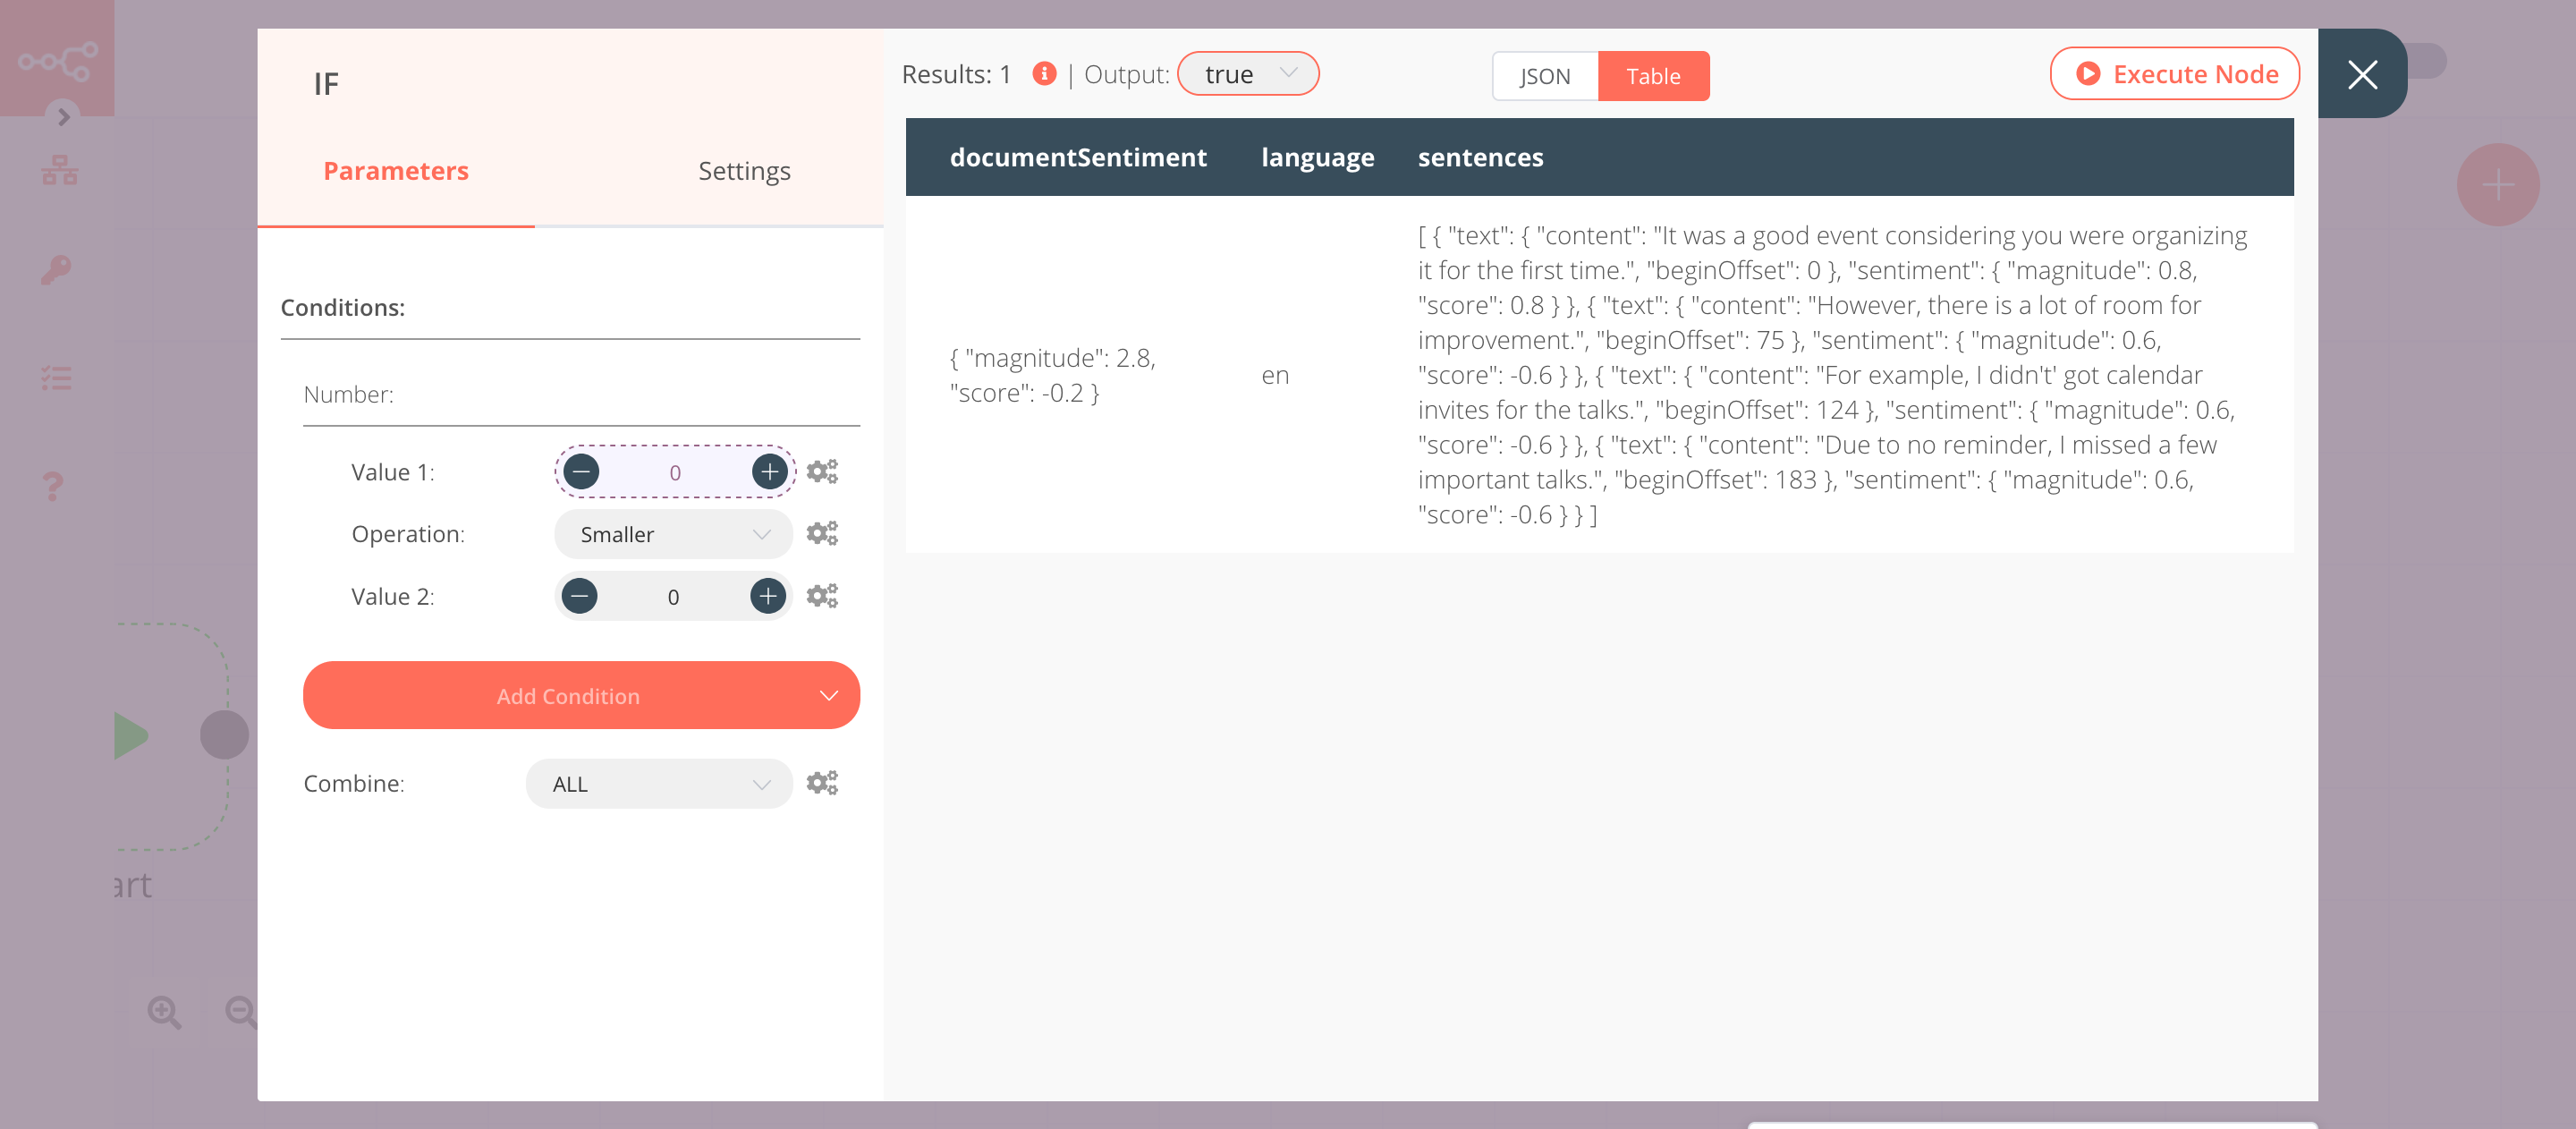 IF
Parameters
Settings
Conditions:
Number:
Value 1:
0
Operation:
Smaller
Value 2:
0
Add Condition
Combine:
ALL
Results: 1
| Output:
true
JSON
Table
Execute Node
documentSentiment
language
sentences
{ "magnitude": 2.8,
"score": -0.2 }
en
[ { "text": { "content": "It was a good event considering you were organizing
it for the first time.", "beginOffset": 0 }, "sentiment": { "magnitude": 0.8,
"score": 0.8 } }, { "text": { "content": "However, there is a lot of room for
improvement.", "beginOffset": 75 }, "sentiment": { "magnitude": 0.6,
"score": -0.6 } }, { "text": { "content": "For example, I didn't' got calendar
invites for the talks.", "beginOffset": 124 }, "sentiment": { "magnitude": 0.6,
"score": -0.6 } }, { "text": { "content": "Due to no reminder, I missed a few
important talks.", "beginOffset": 183 }, "sentiment": { "magnitude": 0.6,
"score": -0.6 } } ]
art